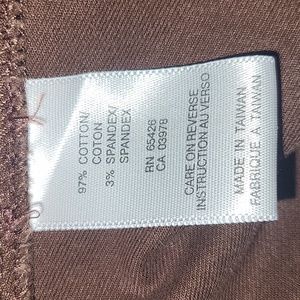 97% COTTON/
COTON
3% SPANDEX/
SPANDEX
RN 65426
CA 03978
CARE ON REVERSE
INSTRUCTION AU VERSO
MADE IN TAIWAN
FABRIQUE A TAIWAN